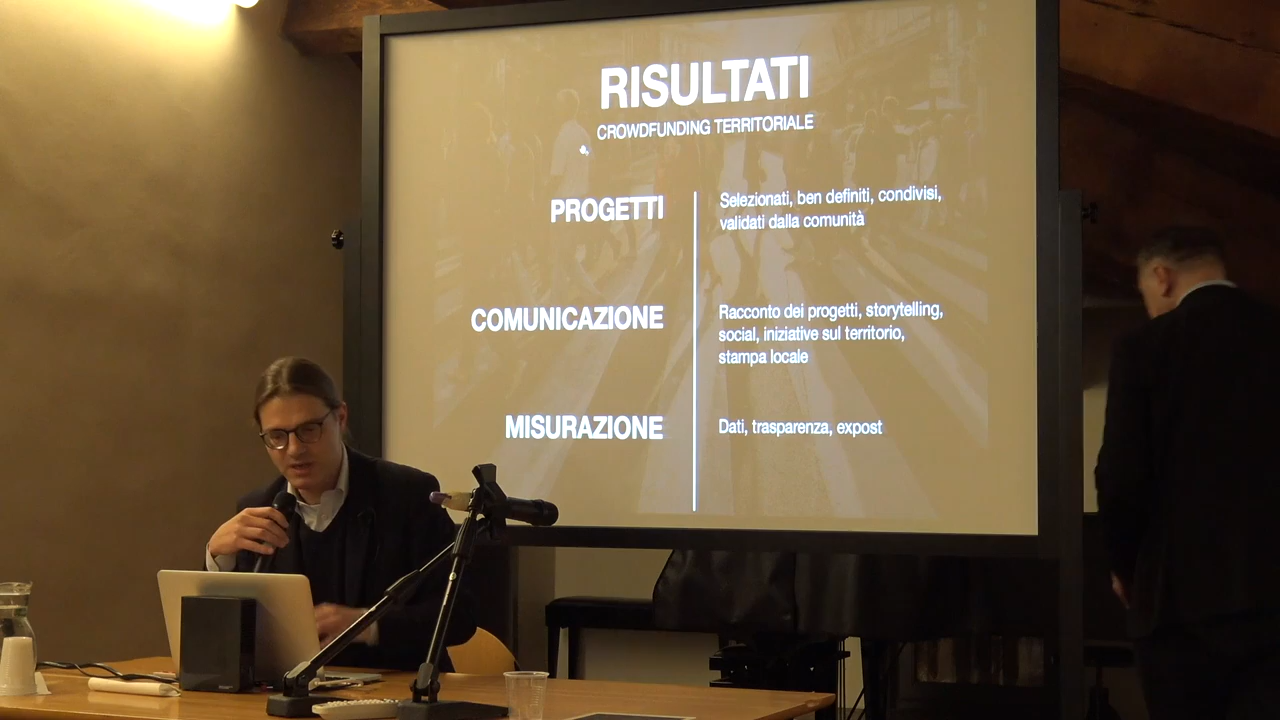 RISULTATI
CROWDFUNDING TERRITORIALE
PROGETTI
Selezionati, ben definiti, condivisi,
validati dalla comunità
COMUNICAZIONE
Racconto dei progetti, storytelling,
social, iniziative sul territorio,
stampa locale
MISURAZIONE
Dati, trasparenza, expost